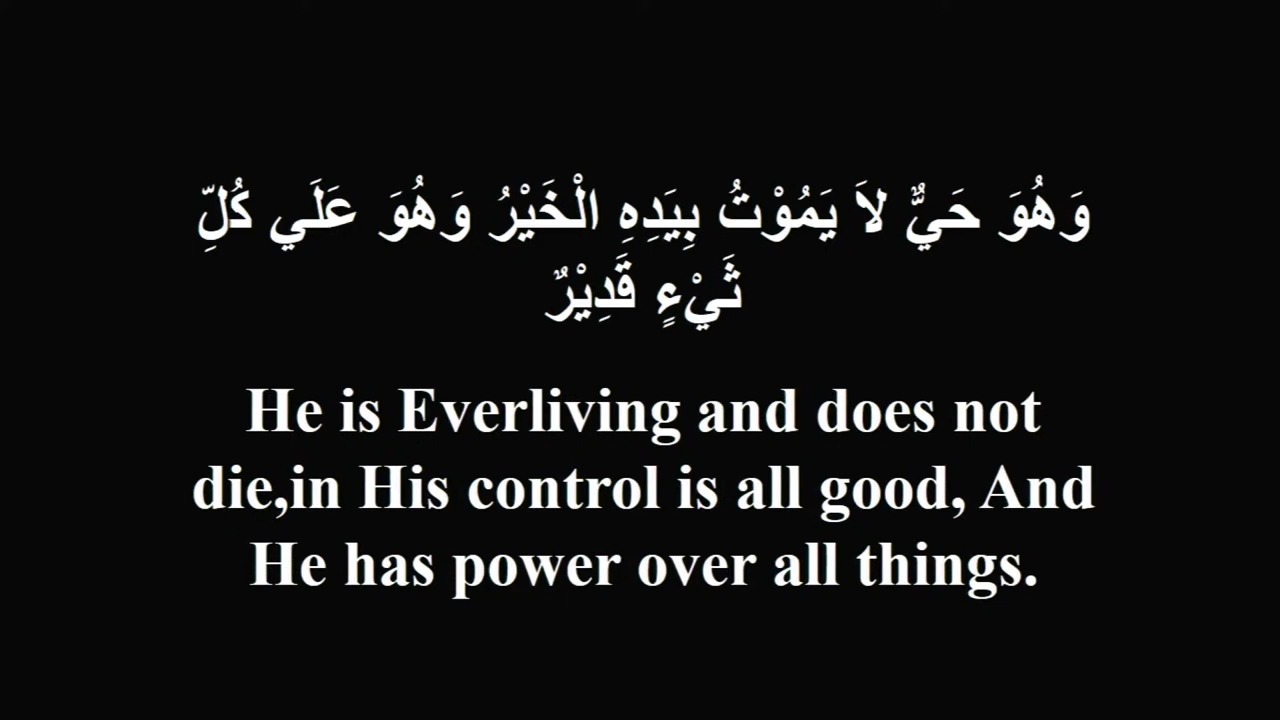 وَهُوَ حَيٌّ لاَ يَمُوْتُ بِيَدِهِ الْخَيْرُ وَهُوَ عَلَي كُلِّ
ثَيْءٍ قَدِيْرٌ
He is Everliving and does not
die,in His control is all good, And
He has power over all things.